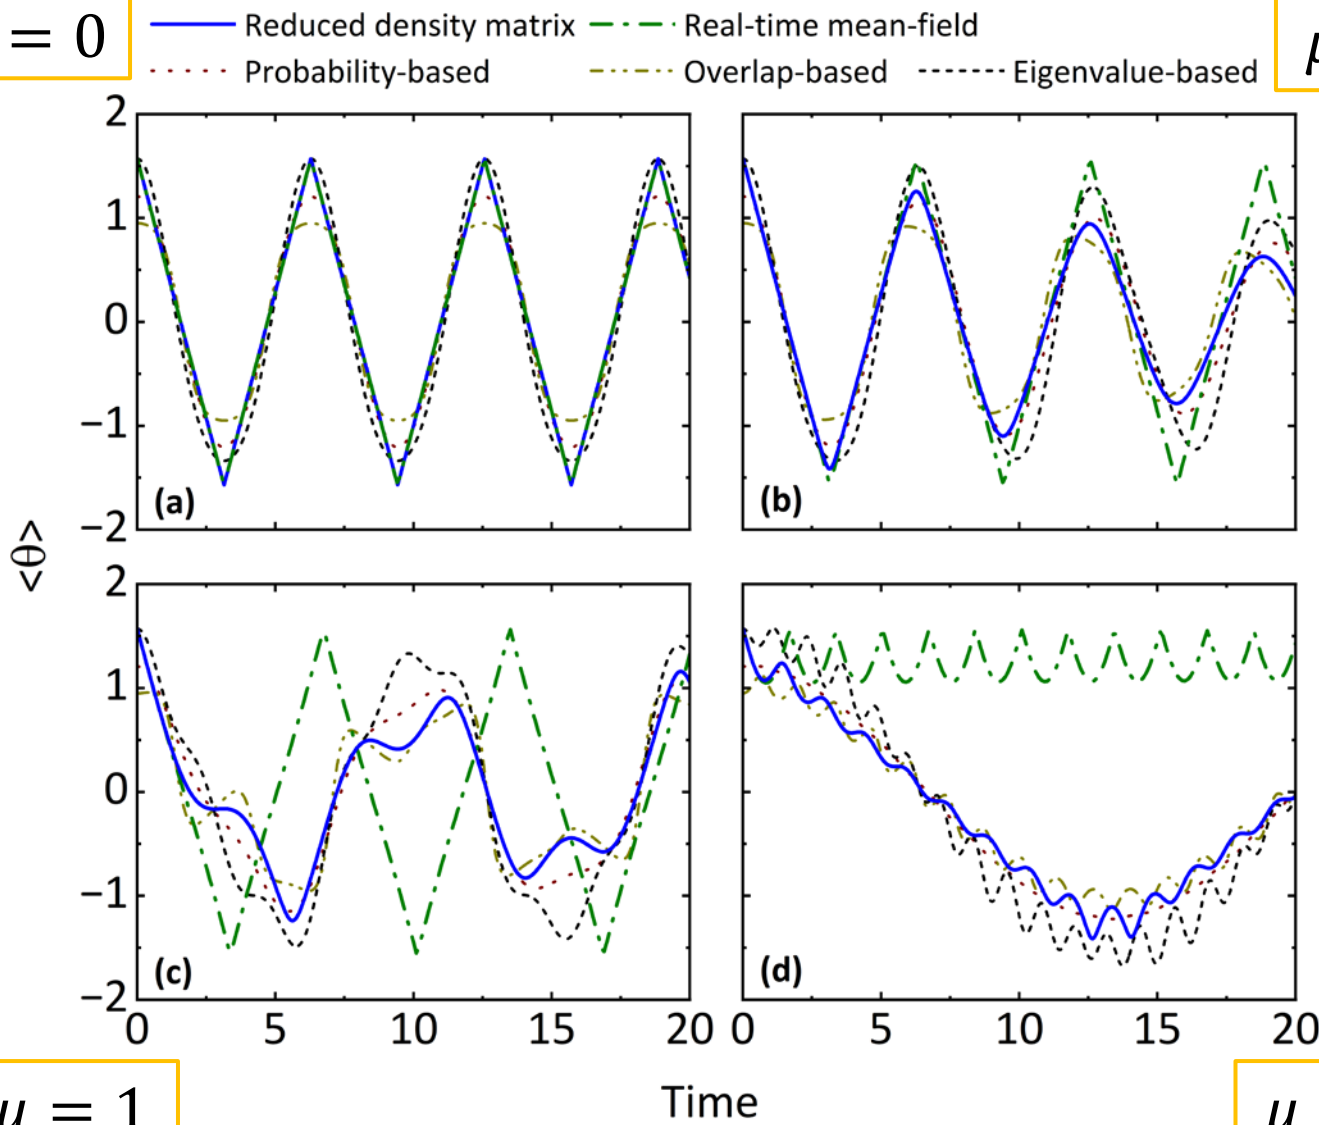 = 0
Reduced density matrix Real-time mean-field
μ
Probability-based Overlap-based Eigenvalue-based
2
1
0
−1
−2
(a)
(b)
<θ>
2
1
0
−1
−2
(c)
(d)
0 5 10 15 20 0 5 10 15 20
Time
μ = 1
μ